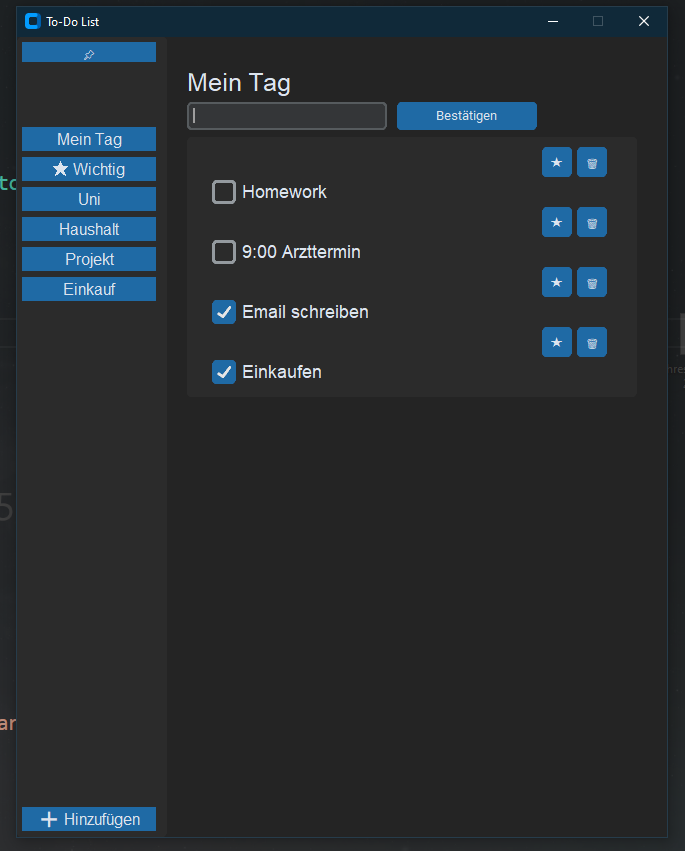 To-Do List
Mein Tag
★ Wichtig
Uni
Haushalt
Projekt
Einkauf
+ Hinzufügen
Mein Tag
Bestätigen
Homework
9:00 Arzttermin
Email schreiben
Einkaufen